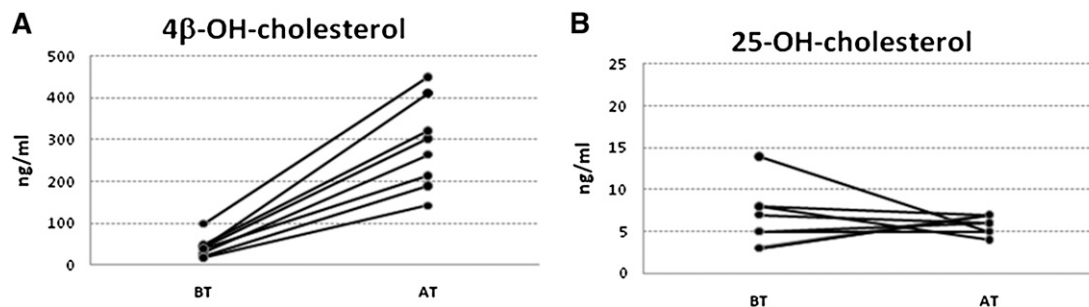 A
4β-OH-cholesterol
500
400
300
200
100
0
ng/ml
BT AT
B
25-OH-cholesterol
25
20
15
10
5
0
ng/ml
BT AT